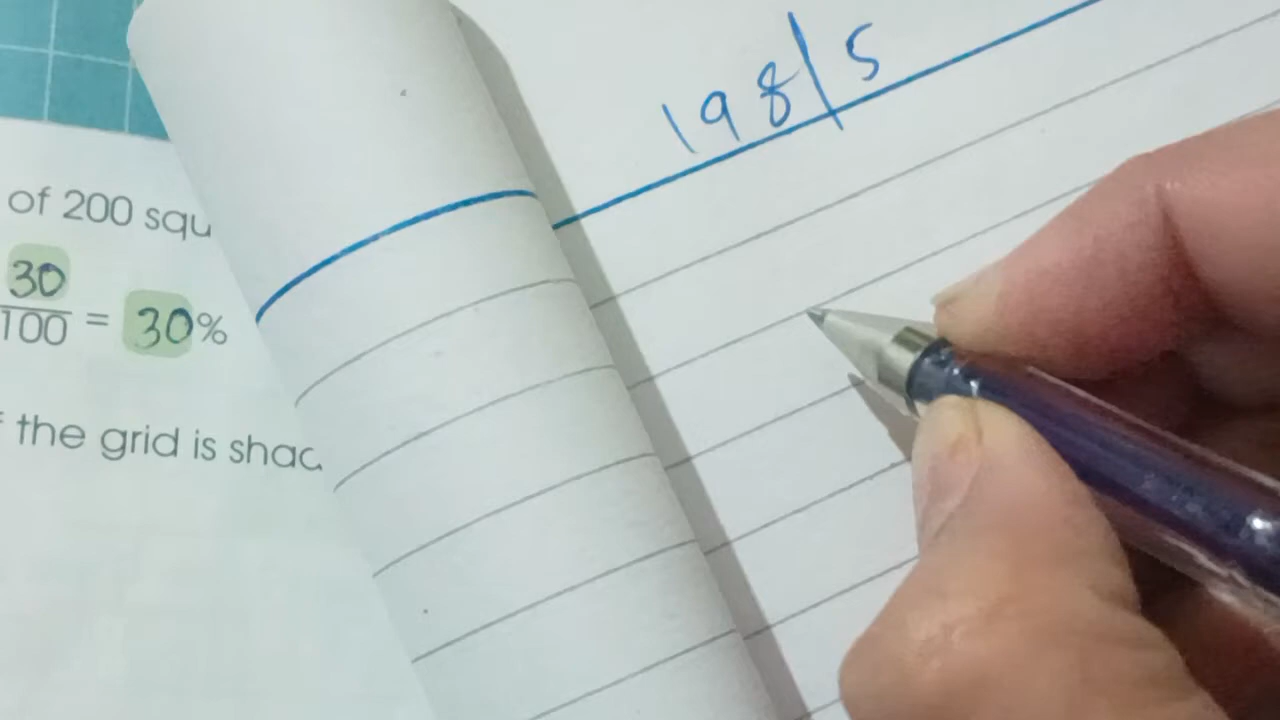 198/5
of 200 squ
30
100 = 30%
the grid is shac